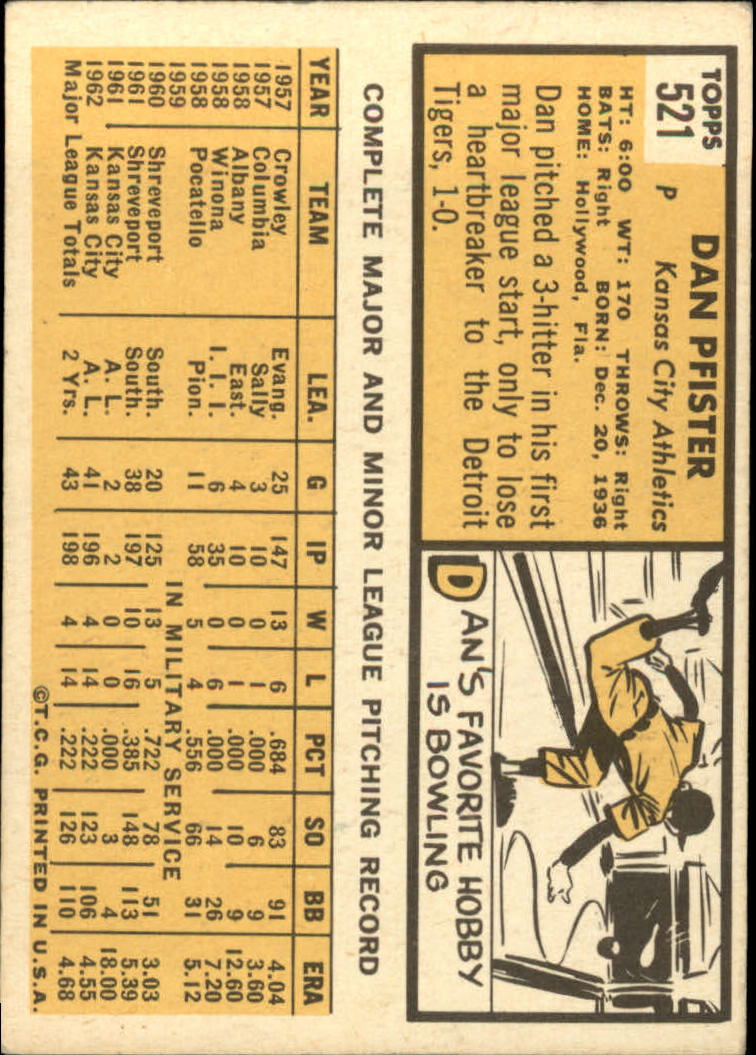 TOPPS
521
DAN PFISTER
P Kansas City Athletics
HT: 6:00 WT: 170 THROWS: Right
BATS: Right BORN: Dec. 20, 1936
HOME: Hollywood, Fla.
Dan pitched a 3-hitter in his first
major league start, only to lose
a heartbreaker to the Detroit
Tigers, 1-0.
DAN'S FAVORITE HOBBY
IS BOWLING
COMPLETE MAJOR AND MINOR LEAGUE PITCHING RECORD
YEAR TEAM LEA. G IP W L PCT SO BB ERA
1957 Crowley Evang. 25 147 13 6 .684 83 91 4.04
1957 Columbia Sally 3 10 0 1 .000 6 9 3.60
1958 Albany East. 4 10 0 1 .000 10 9 12.60
1958 Winona I. I. I. 6 35 0 6 .000 14 26 7.20
1958 Pocatello Pion. 11 58 5 4 .556 66 31 5.12
1959 IN MILITARY SERVICE
1960 Shreveport South. 20 125 13 5 .722 78 51 3.03
1961 Shreveport South. 38 197 10 16 .385 148 113 5.39
1961 Kansas City A. L. 2 2 0 0 .000 3 4 18.00
1962 Kansas City A. L. 41 196 4 14 .222 123 106 4.55
Major League Totals 2 Yrs. 43 198 4 14 .222 126 110 4.68
©T.C.G. PRINTED IN U.S.A.